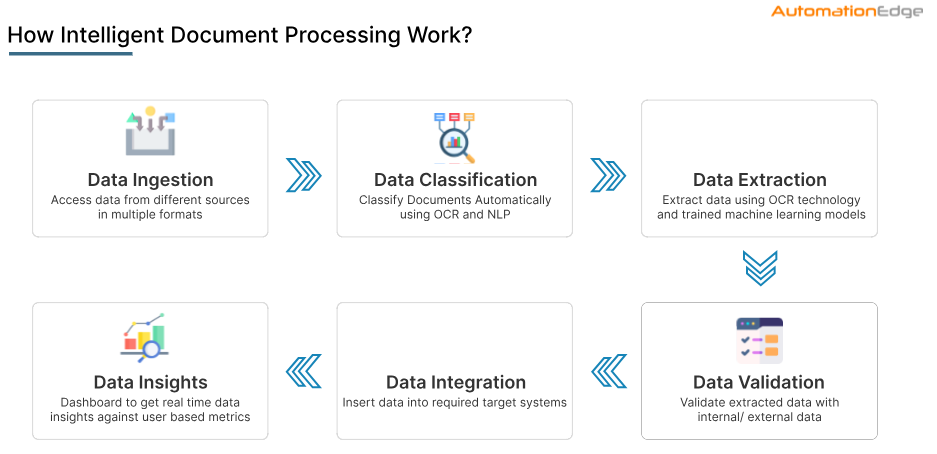 AutomationEdge
How Intelligent Document Processing Work?
Data Ingestion
Access data from different sources
in multiple formats
Data Classification
Classify Documents Automatically
using OCR and NLP
Data Extraction
Extract data using OCR technology
and trained machine learning models
Data Insights
Dashboard to get real time data
insights against user based metrics
Data Integration
Insert data into required target systems
Data Validation
Validate extracted data with
internal/ external data